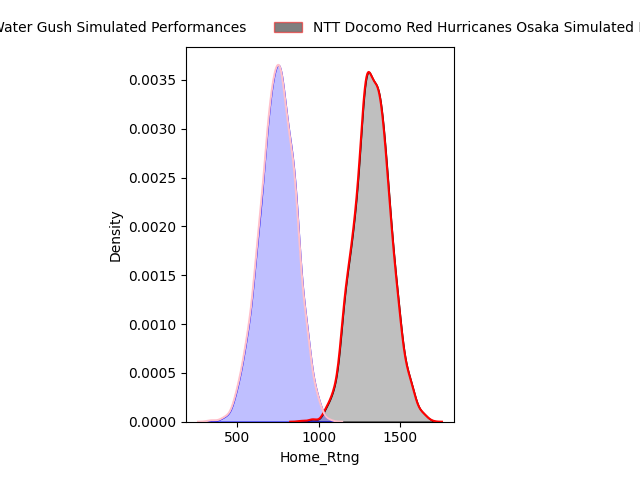 Water Gush Simulated Performances
NTT Docomo Red Hurricanes Osaka Simulated
0.0035
0.0030
0.0025
0.0020
0.0015
0.0010
0.0005
0.0000
Density
500 1000 1500
Home_Rtng